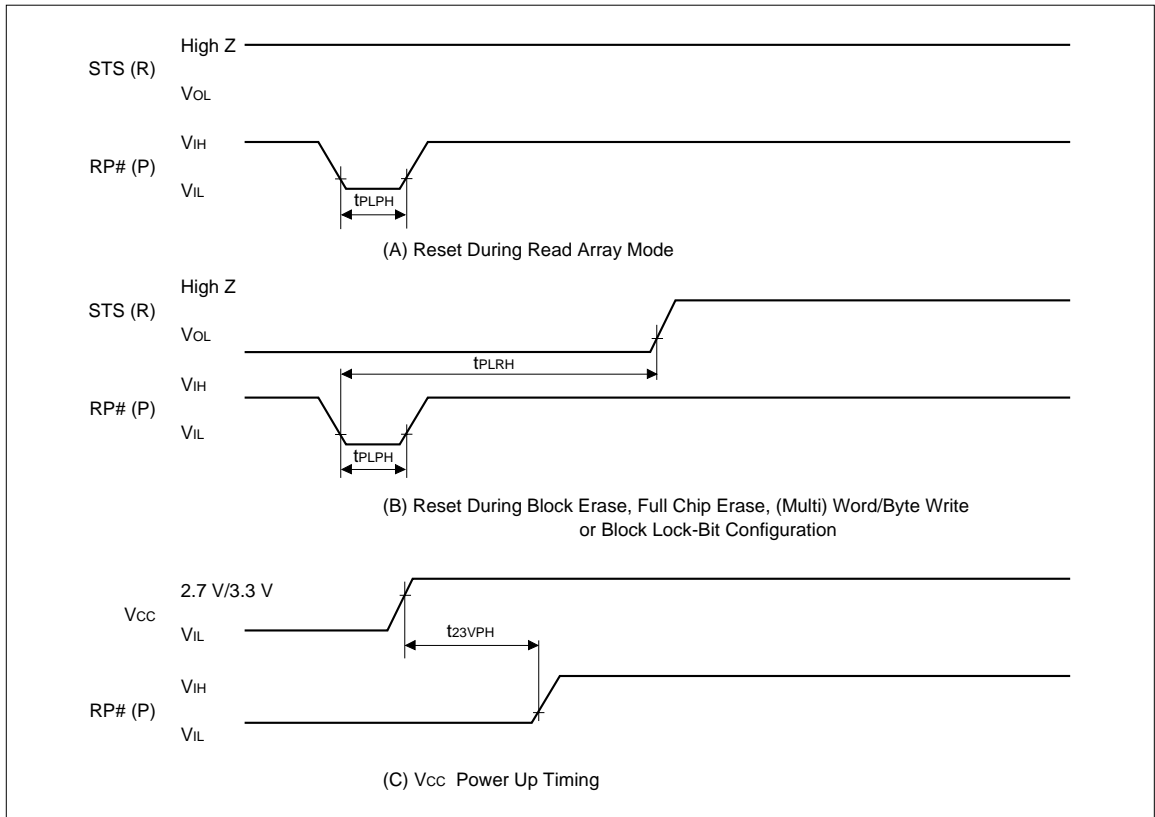 High Z
STS (R)
VOL
VIH
RP# (P)
VIL
tPLPH
(A) Reset During Read Array Mode
High Z
STS (R)
VOL
tPLRH
VIH
RP# (P)
VIL
tPLPH
(B) Reset During Block Erase, Full Chip Erase, (Multi) Word/Byte Write
or Block Lock-Bit Configuration
2.7 V/3.3 V
VCC
VIL
t23VPH
VIH
RP# (P)
VIL
(C) VCC Power Up Timing